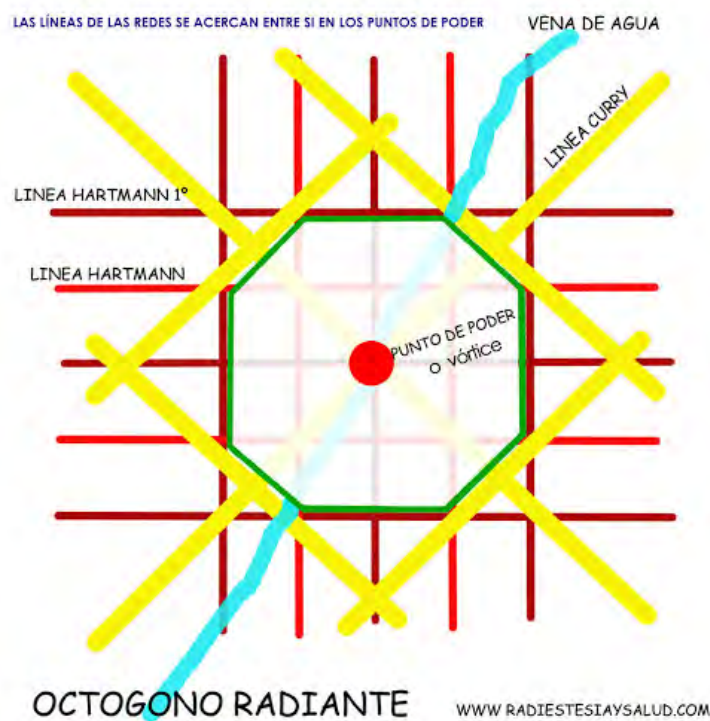 LAS LÍNEAS DE LAS REDES SE ACERCAN ENTRE SI EN LOS PUNTOS DE PODER
VENA DE AGUA
LINEA CURRY
LINEA HARTMANN 1º
LINEA HARTMANN
PUNTO DE PODER
o vórtice
OCTOGONO RADIANTE
WWW RADIESTESIAYSALUD.COM